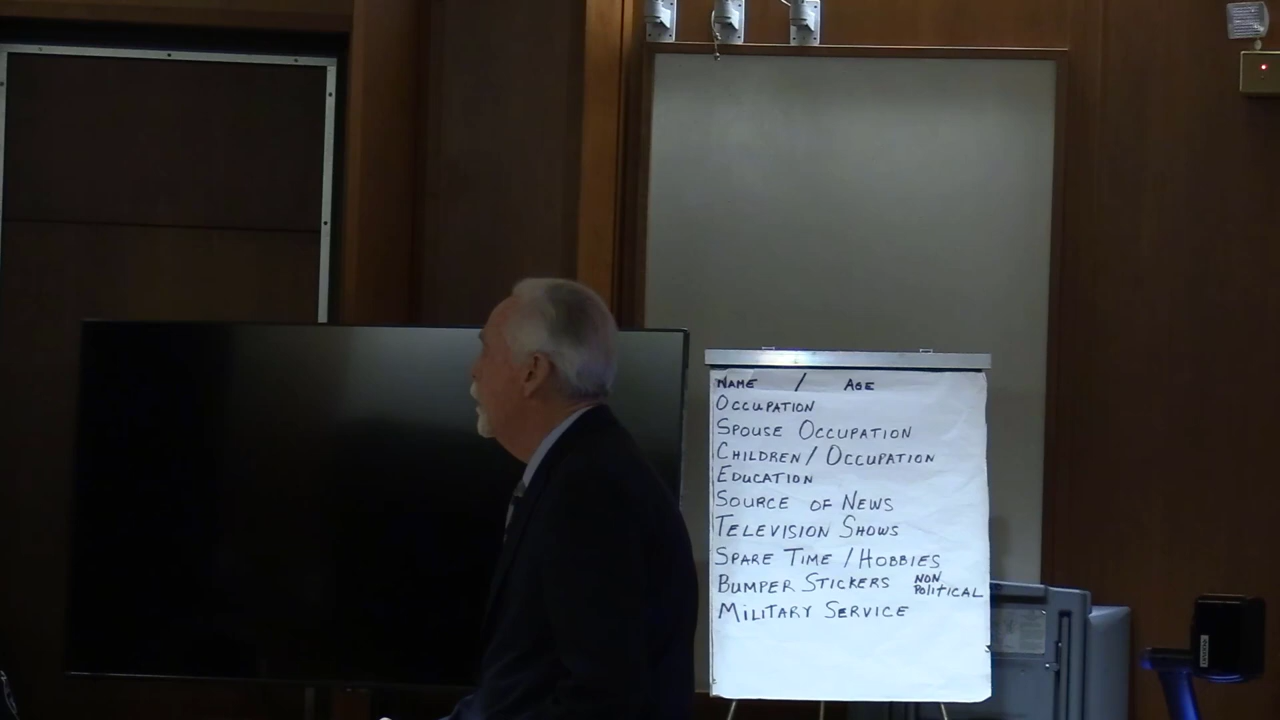 NAME / AGE
OCCUPATION
SPOUSE OCCUPATION
CHILDREN / OCCUPATION
EDUCATION
SOURCE OF NEWS
TELEVISION SHOWS
SPARE TIME / HOBBIES
BUMPER STICKERS NON POLITICAL
MILITARY SERVICE